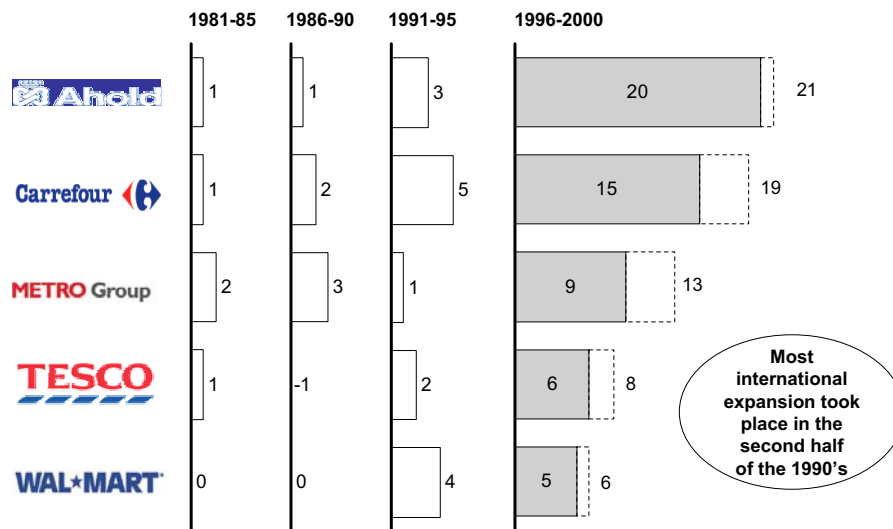 1981-85 1986-90 1991-95 1996-2000
Ahold 1 1 3 20 21
Carrefour 1 2 5 15 19
METRO Group 2 3 1 9 13
TESCO 1 -1 2 6 8
WAL★MART 0 0 4 5 6
Most
international
expansion took
place in the
second half
of the 1990's